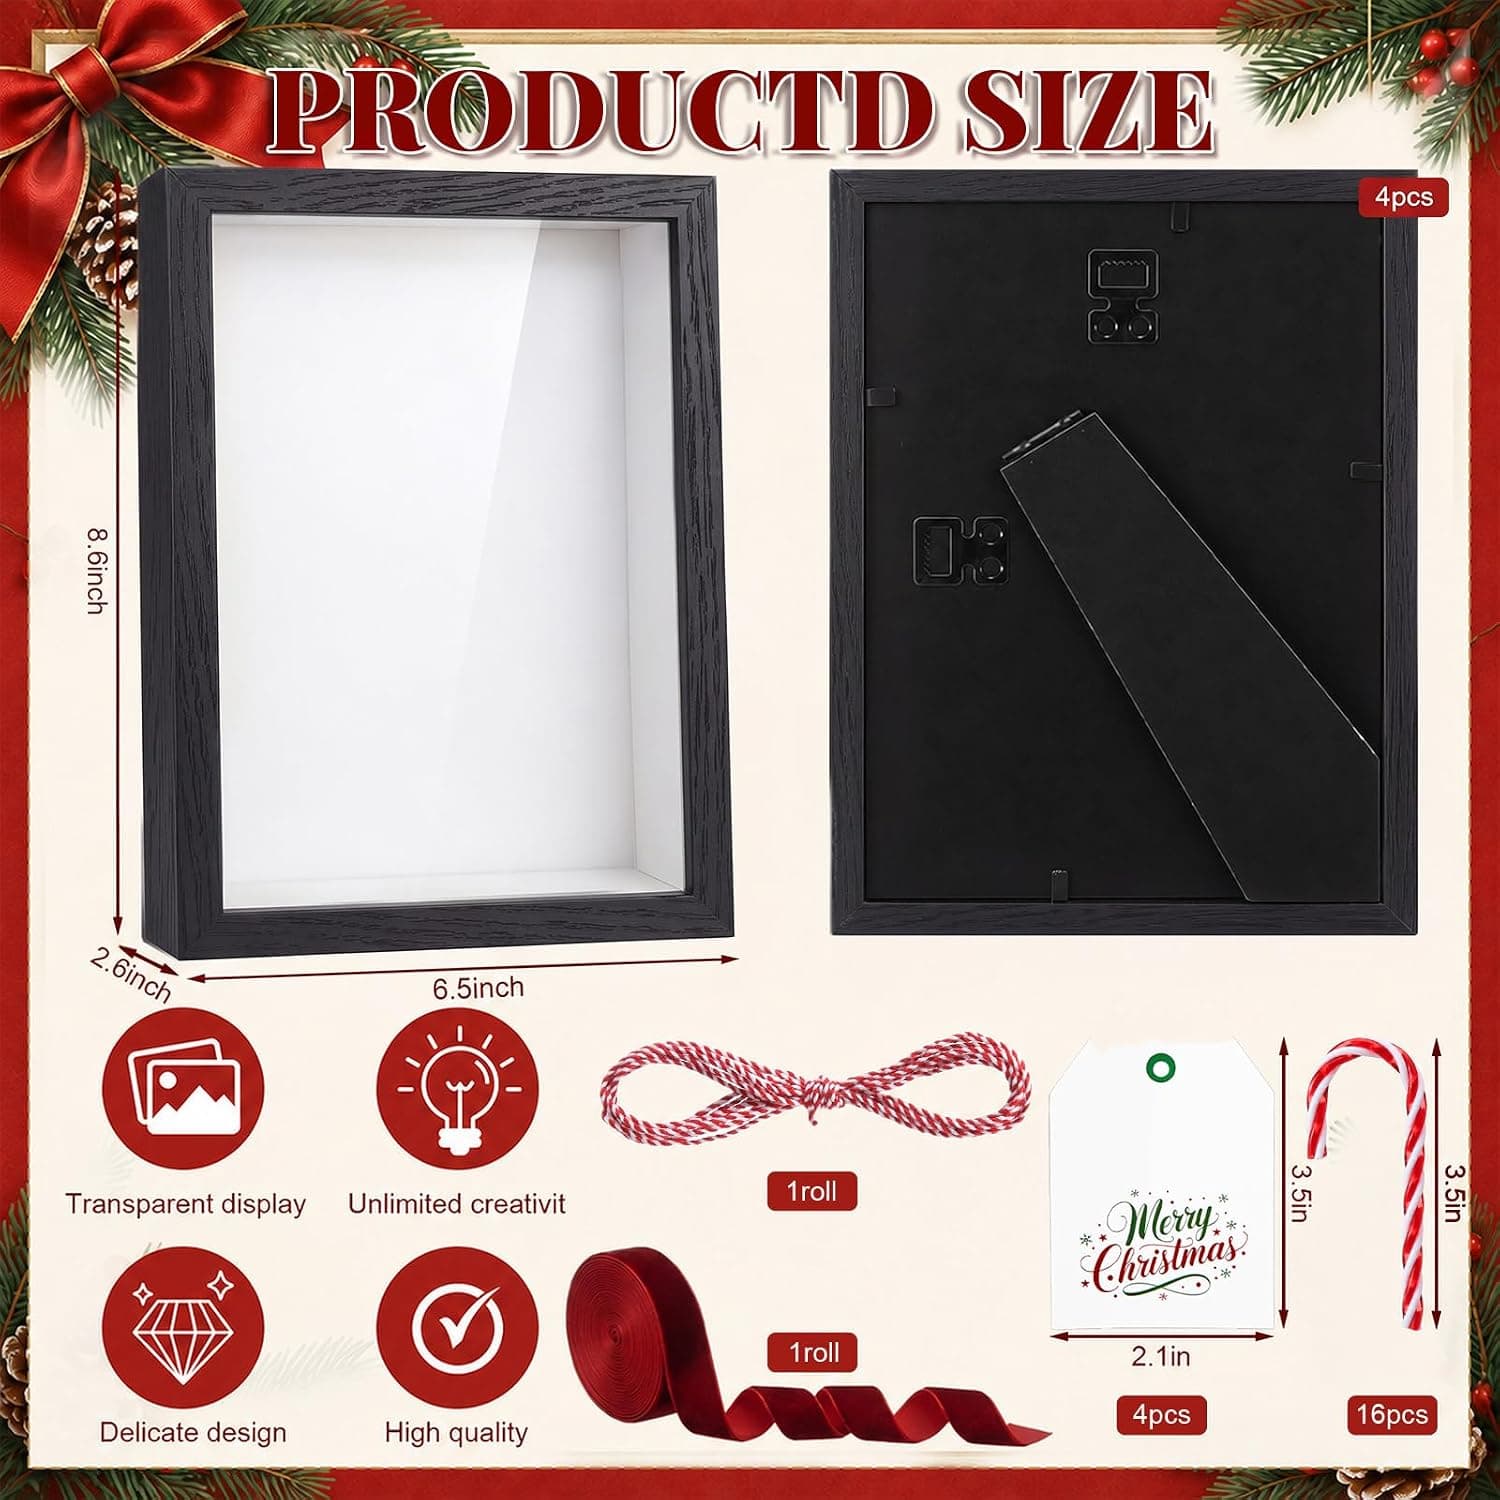 PRODUCTD SIZE
4pcs
8.6inch
2.6inch
6.5inch
Transparent display
Unlimited creativit
1roll
Merry
Christmas
3.5in
3.5in
1roll
2.1in
4pcs
16pcs
Delicate design
High quality